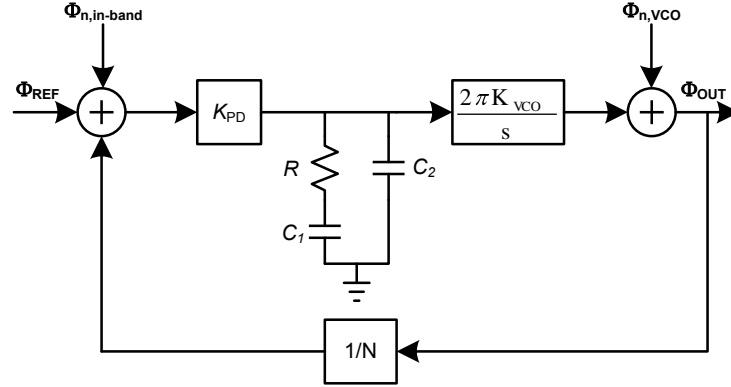 Φn,in-band
Φn,VCO
ΦREF
KPD
2πKVCO
s
ΦOUT
R
C2
C1
1/N